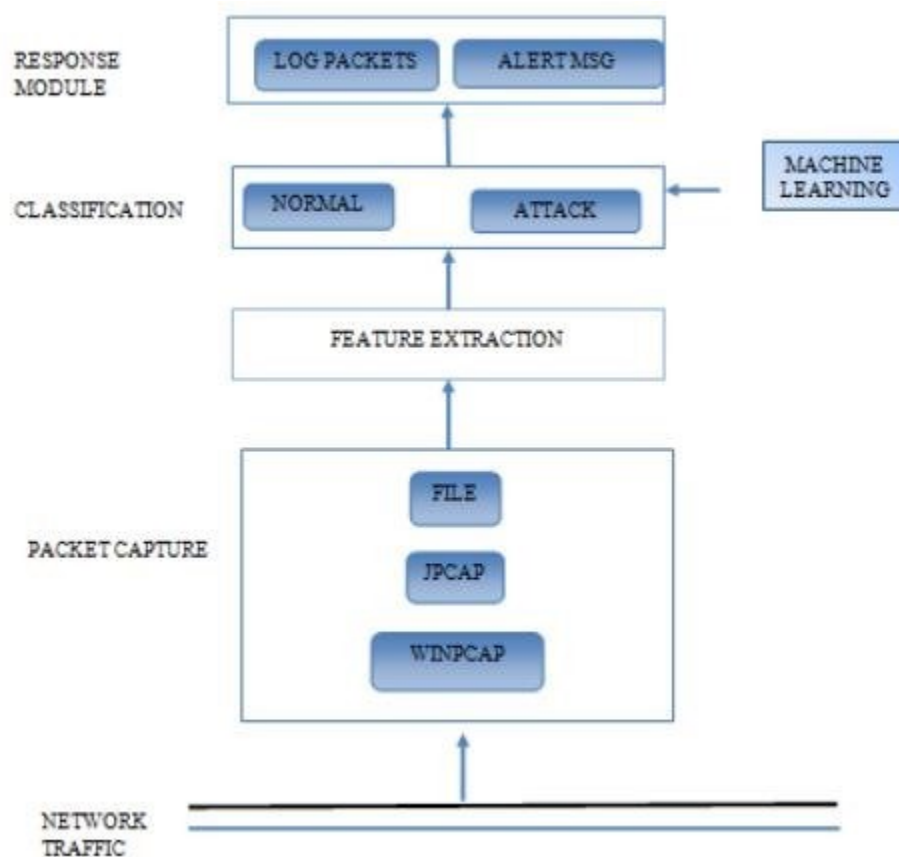 RESPONSE
MODULE
LOG PACKETS
ALERT MSG
CLASSIFICATION
NORMAL
ATTACK
MACHINE
LEARNING
FEATURE EXTRACTION
PACKET CAPTURE
FILE
JPCAP
WINPCAP
NETWORK
TRAFFIC